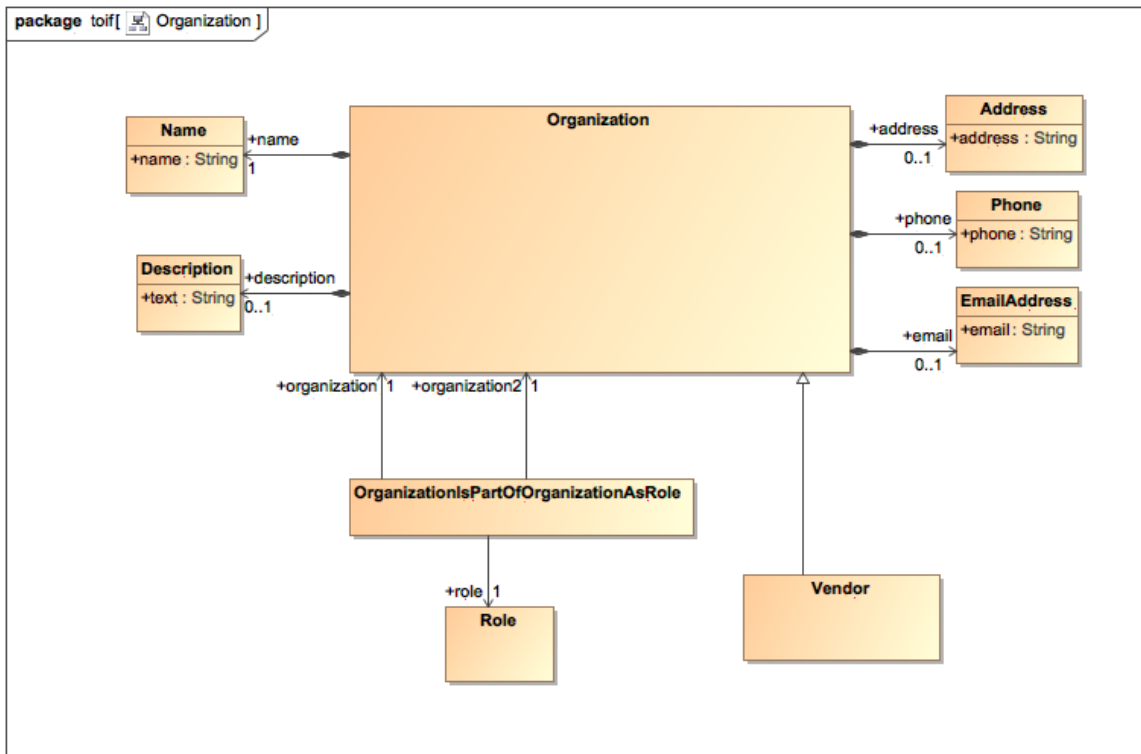 package toif[ Organization ]
Name
+name : String
+name
1
Organization
+address
0..1
Address
+address : String
+phone
0..1
Phone
+phone : String
Description
+text : String
+description
0..1
EmailAddress
+email : String
+email
0..1
+organization 1
+organization2 1
OrganizationIsPartOfOrganizationAsRole
+role 1
Role
Vendor